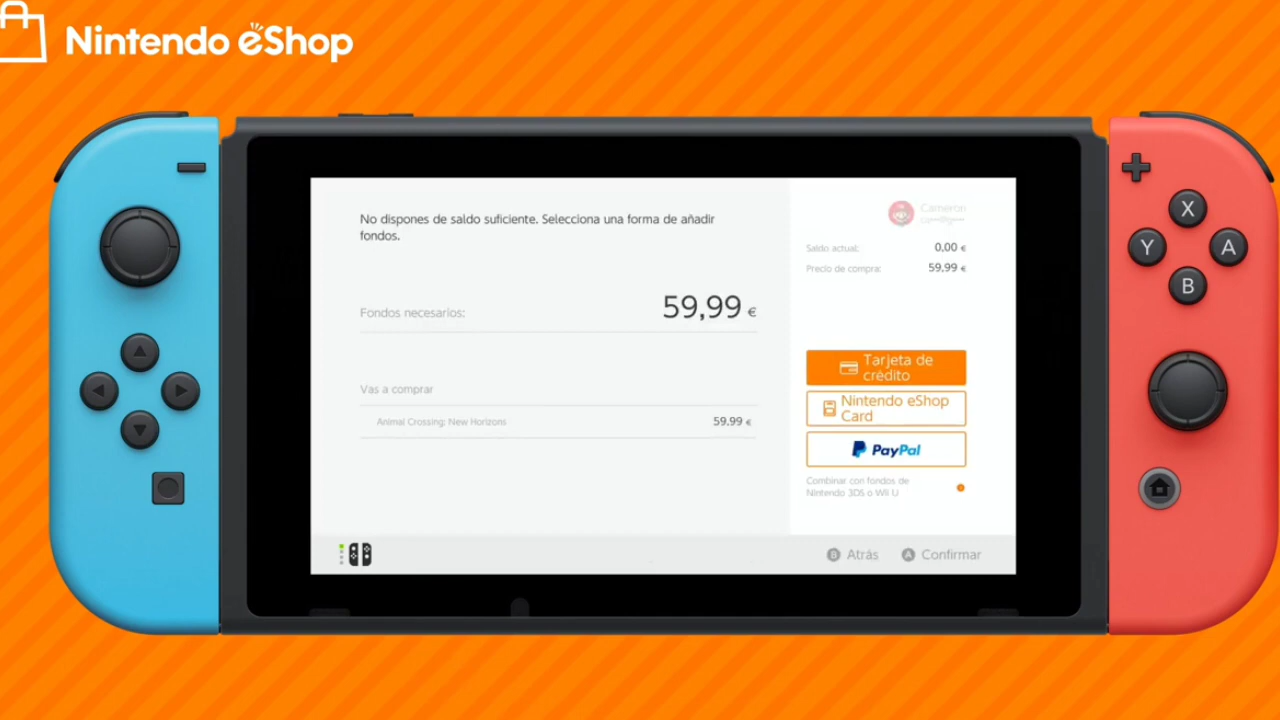 Nintendo eShop
No dispones de saldo suficiente. Selecciona una forma de añadir
fondos.
Cameron
Saldo actual: 0,00 €
Precio de compra: 59,99 €
Fondos necesarios: 59,99 €
Vas a comprar
Animal Crossing: New Horizons 59,99 €
Tarjeta de
crédito
Nintendo eShop
Card
PayPal
Combinar con fondos de
Nintendo 3DS o Wii U
B Atrás A Confirmar
X
Y A
B